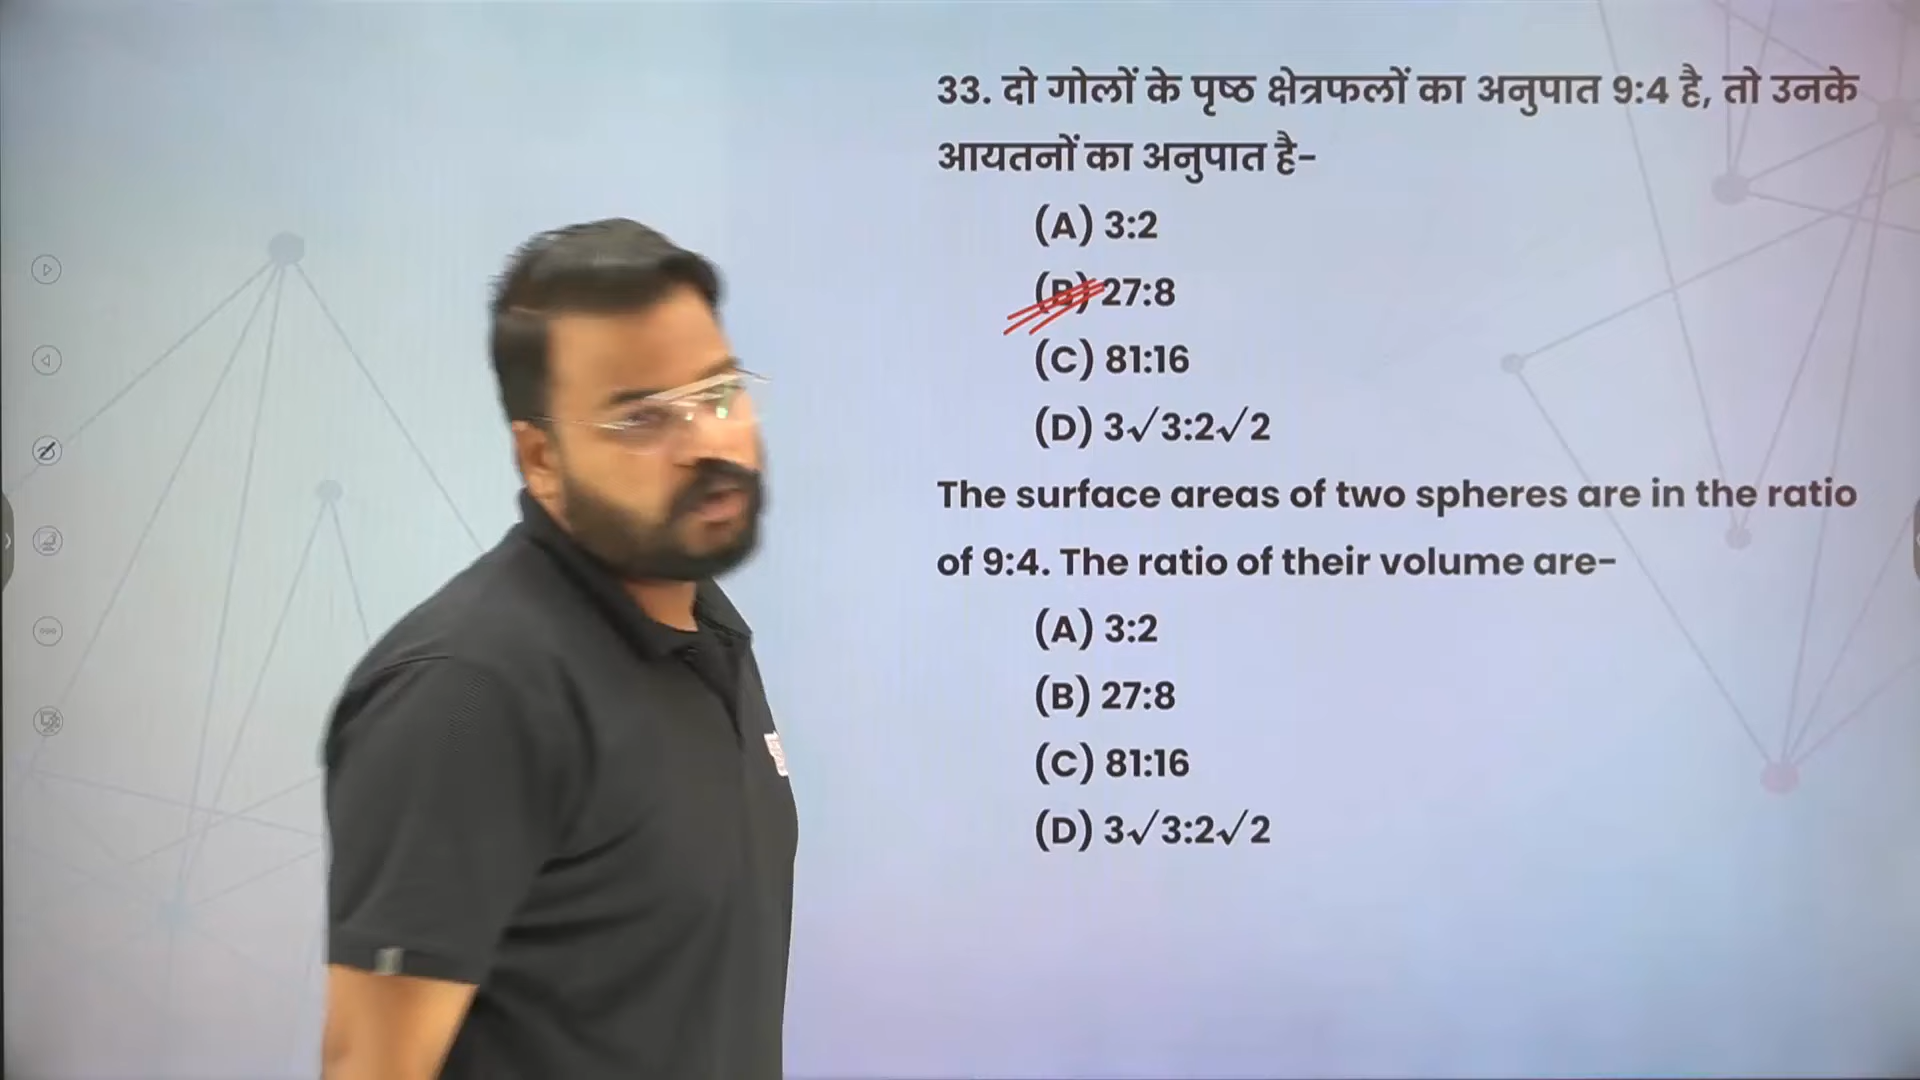 33. दो गोलों के पृष्ठ क्षेत्रफलों का अनुपात 9:4 है, तो उनके
आयतनों का अनुपात है-
(A) 3:2
(B) 27:8
(C) 81:16
(D) 3√3:2√2
The surface areas of two spheres are in the ratio
of 9:4. The ratio of their volume are-
(A) 3:2
(B) 27:8
(C) 81:16
(D) 3√3:2√2